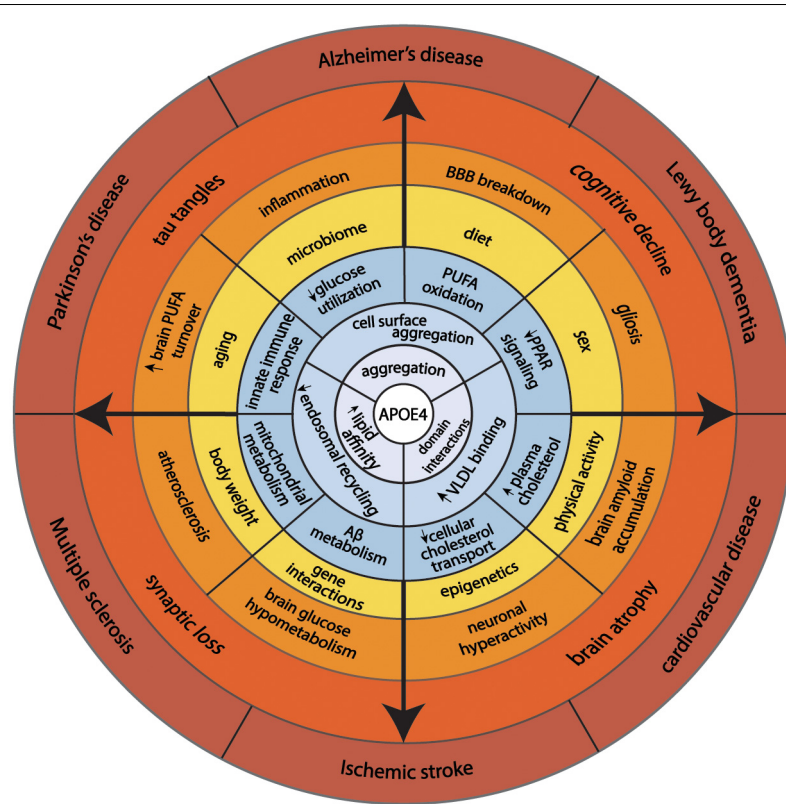 Alzheimer's disease
Lewy body
dementia
cardiovascular disease
Ischemic stroke
Multiple sclerosis
Parkinson's disease
tau tangles
cognitive decline
brain atrophy
synaptic loss
inflammation
BBB breakdown
gliosis
brain amyloid
accumulation
neuronal
hyperactivity
brain glucose
hypometabolism
atherosclerosis
↑ brain PUFA
turnover
microbiome
diet
sex
physical activity
epigenetics
gene
interactions
body weight
aging
↓glucose
utilization
PUFA
oxidation
↓PPAR
signaling
↑ plasma
cholesterol
↓cellular
cholesterol
transport
Aβ
metabolism
mitochondrial
metabolism
innate immune
response
cell surface
aggregation
↑ VLDL binding
↓ endosomal recycling
aggregation
domain
interactions
↑ lipid
affinity
APOE4